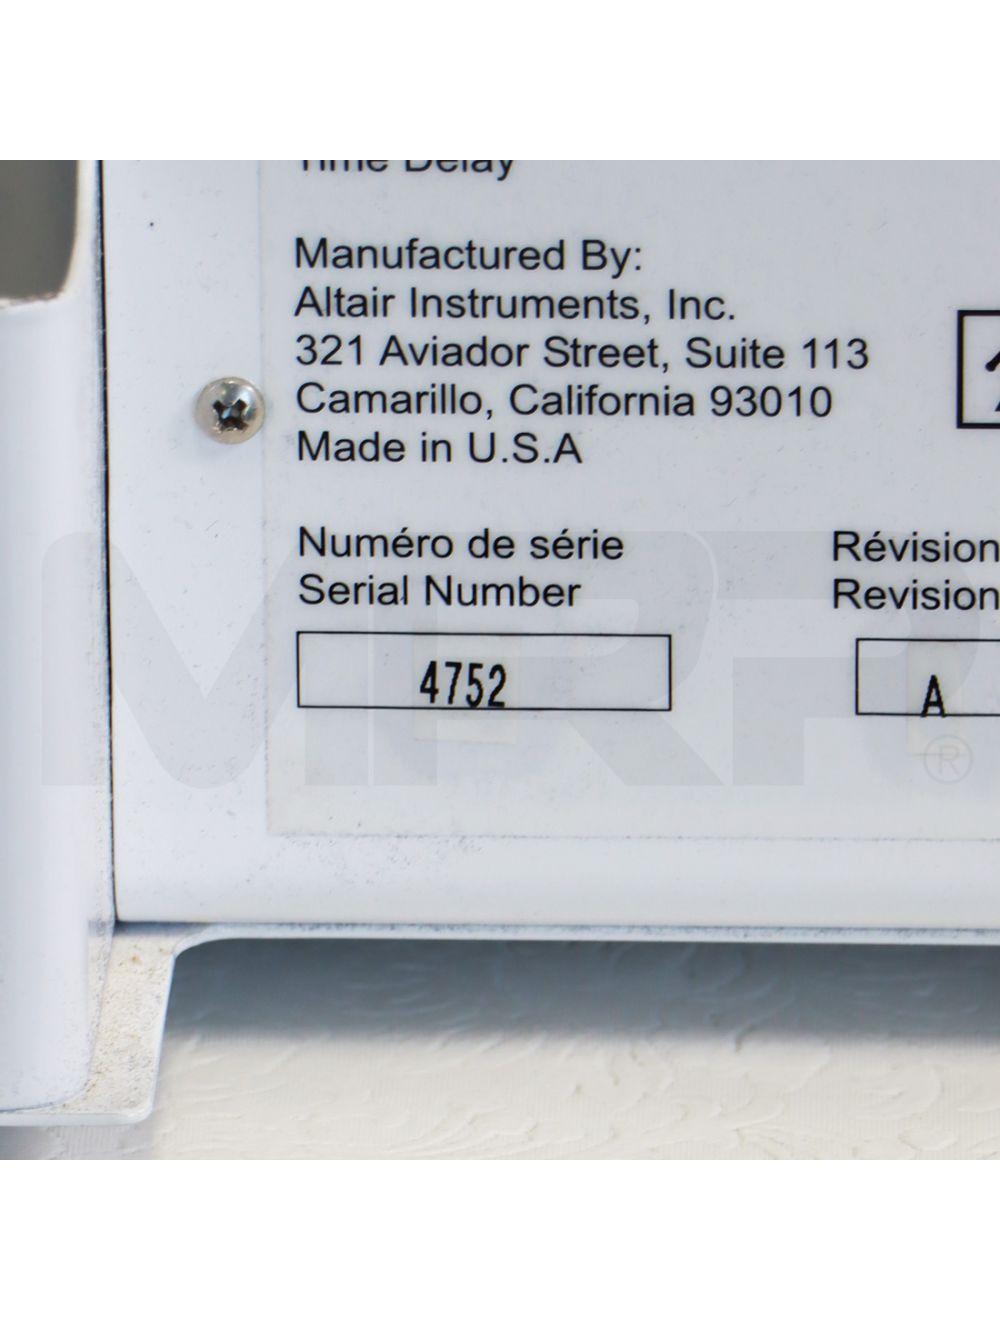 Time Delay
Manufactured By:
Altair Instruments, Inc.
321 Aviador Street, Suite 113
Camarillo, California 93010
Made in U.S.A
Numéro de série
Serial Number
4752
Révision
Revision
A
MRP®